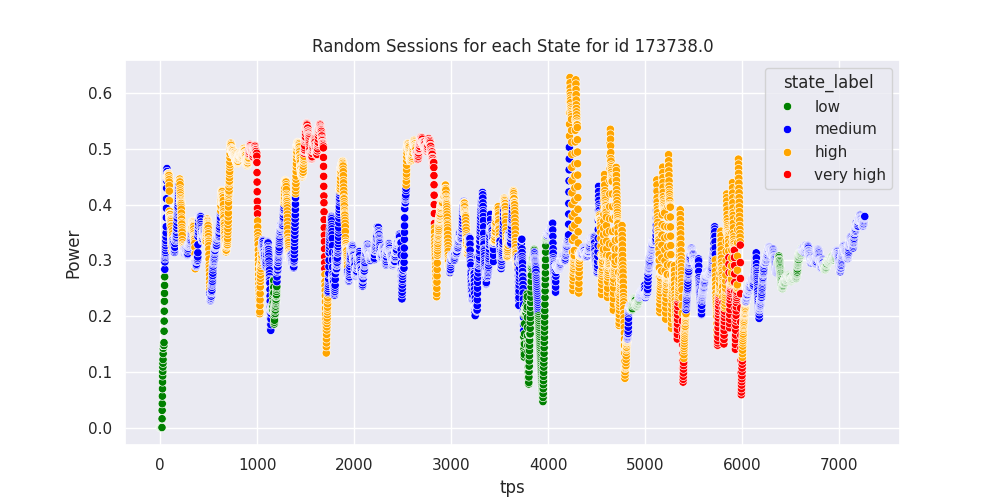 Random Sessions for each State for id 173738.0
state_label
low
medium
high
very high
Power
0.6
0.5
0.4
0.3
0.2
0.1
0.0
0 1000 2000 3000 4000 5000 6000 7000
tps